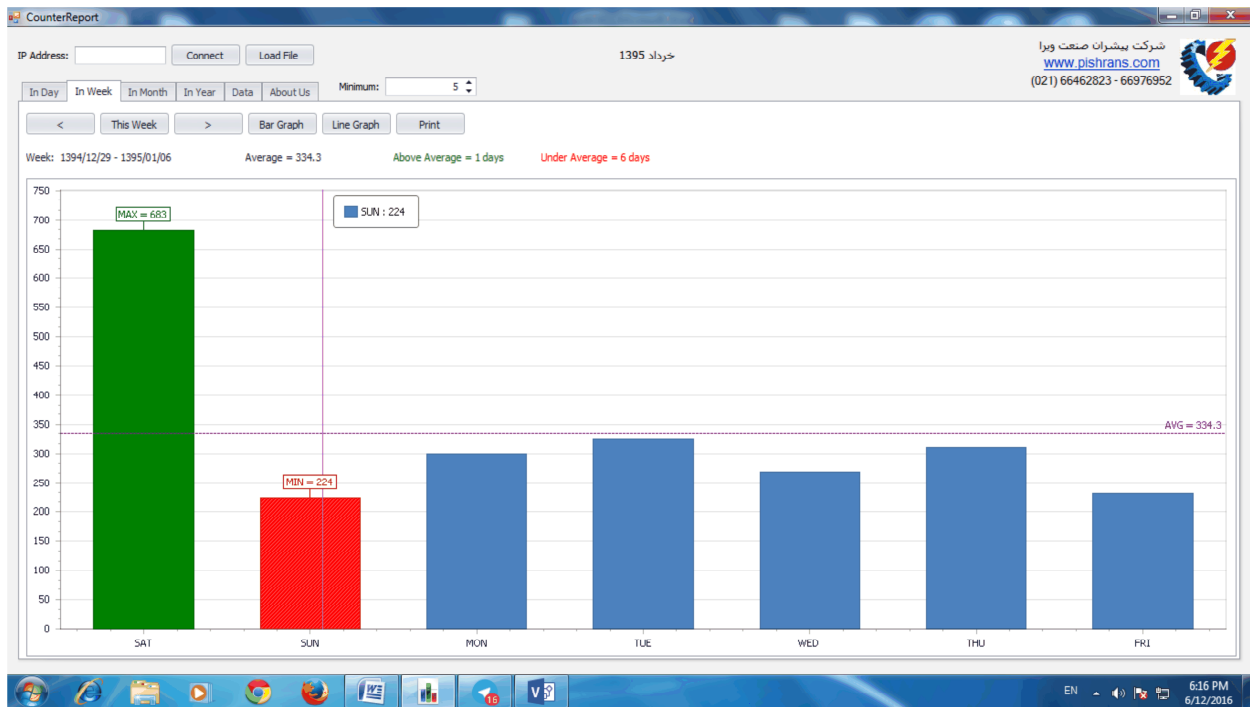 CounterReport
IP Address: Connect Load File
خرداد 1395
شرکت پیشران صنعت ویرا
www.pishrans.com
(021) 66462823 - 66976952
In Day In Week In Month In Year Data About Us Minimum: 5
< This Week > Bar Graph Line Graph Print
Week: 1394/12/29 - 1395/01/06 Average = 334.3 Above Average = 1 days Under Average = 6 days
750
700
650
600
550
500
450
400
350
300
250
200
150
100
50
0
MAX = 683
SUN : 224
AVG = 334.3
MIN = 224
SAT SUN MON TUE WED THU FRI
16
EN
6:16 PM
6/12/2016